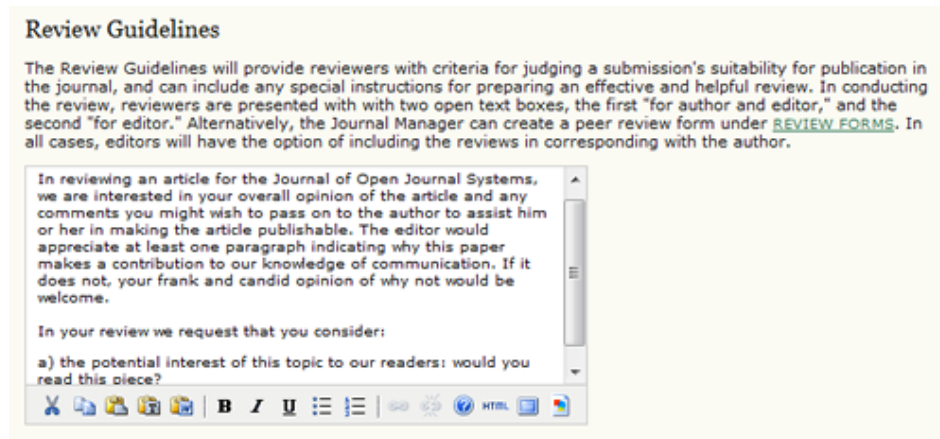 Review Guidelines
The Review Guidelines will provide reviewers with criteria for judging a submission's suitability for publication in
the journal, and can include any special instructions for preparing an effective and helpful review. In conducting
the review, reviewers are presented with with two open text boxes, the first "for author and editor," and the
second "for editor." Alternatively, the Journal Manager can create a peer review form under REVIEW FORMS. In
all cases, editors will have the option of including the reviews in corresponding with the author.
In reviewing an article for the Journal of Open Journal Systems,
we are interested in your overall opinion of the article and any
comments you might wish to pass on to the author to assist him
or her in making the article publishable. The editor would
appreciate at least one paragraph indicating why this paper
makes a contribution to our knowledge of communication. If it
does not, your frank and candid opinion of why not would be
welcome.
In your review we request that you consider:
a) the potential interest of this topic to our readers: would you
read this piece?
B I U HTML